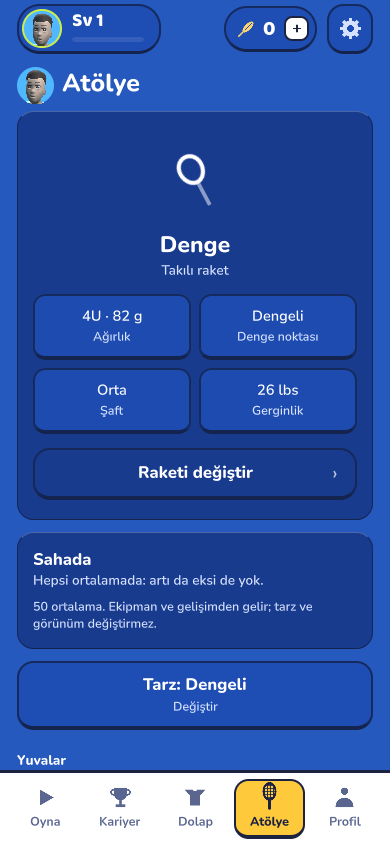 Sv 1
0
+
Atölye
Denge
Takılı raket
4U · 82 g
Ağırlık
Dengeli
Denge noktası
Orta
Şaft
26 lbs
Gerginlik
Raketi değiştir ›
Sahada
Hepsi ortalamada: artı da eksi de yok.
50 ortalama. Ekipman ve gelişimden gelir; tarz ve
görünüm değiştirmez.
Tarz: Dengeli
Değiştir
Yuvalar
Oyna
Kariyer
Dolap
Atölye
Profil